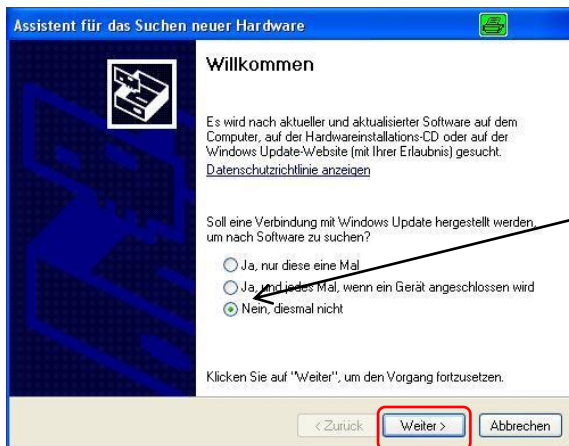 Assistent für das Suchen neuer Hardware
Willkommen
Es wird nach aktueller und aktualisierter Software auf dem
Computer, auf der Hardwareinstallations-CD oder auf der
Windows Update-Website (mit Ihrer Erlaubnis) gesucht.
Datenschutzrichtlinie anzeigen
Soll eine Verbindung mit Windows Update hergestellt werden,
um nach Software zu suchen?
Ja, nur diese eine Mal
Ja, und jedes Mal, wenn ein Gerät angeschlossen wird
Nein, diesmal nicht
Klicken Sie auf "Weiter", um den Vorgang fortzusetzen.
< Zurück Weiter > Abbrechen